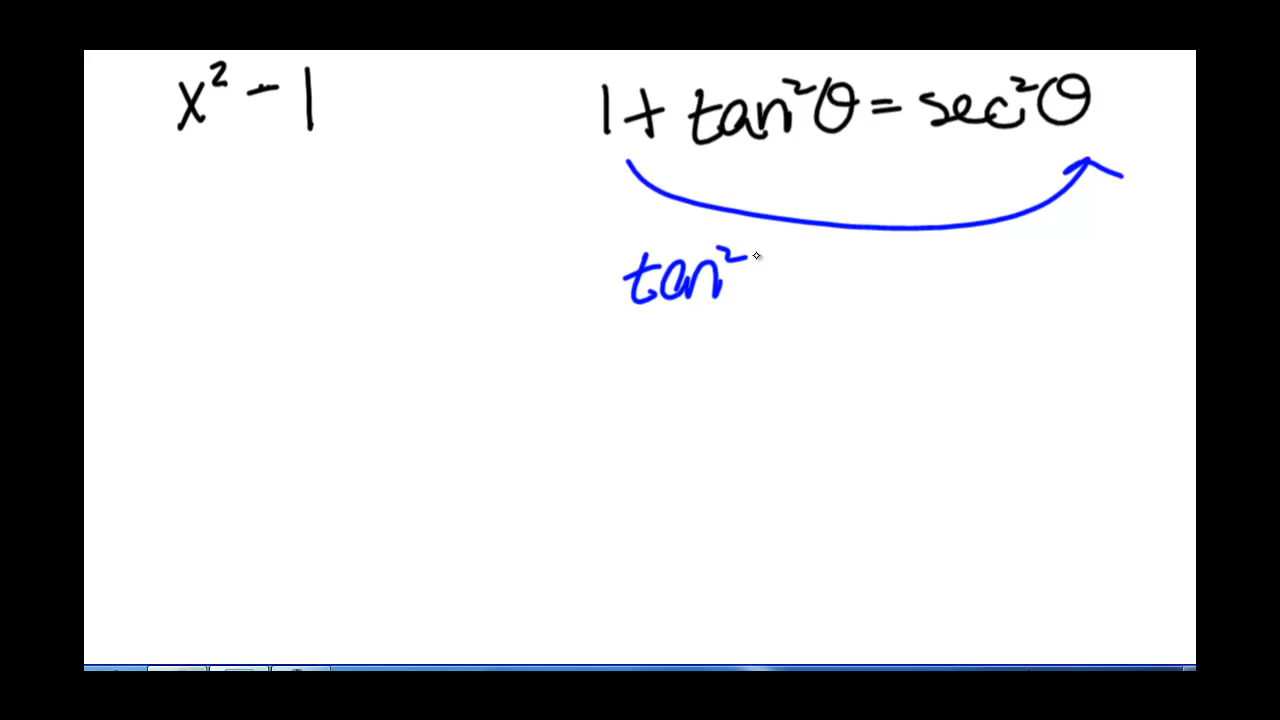 x² - 1
1 + tan²θ = sec²θ
tan²